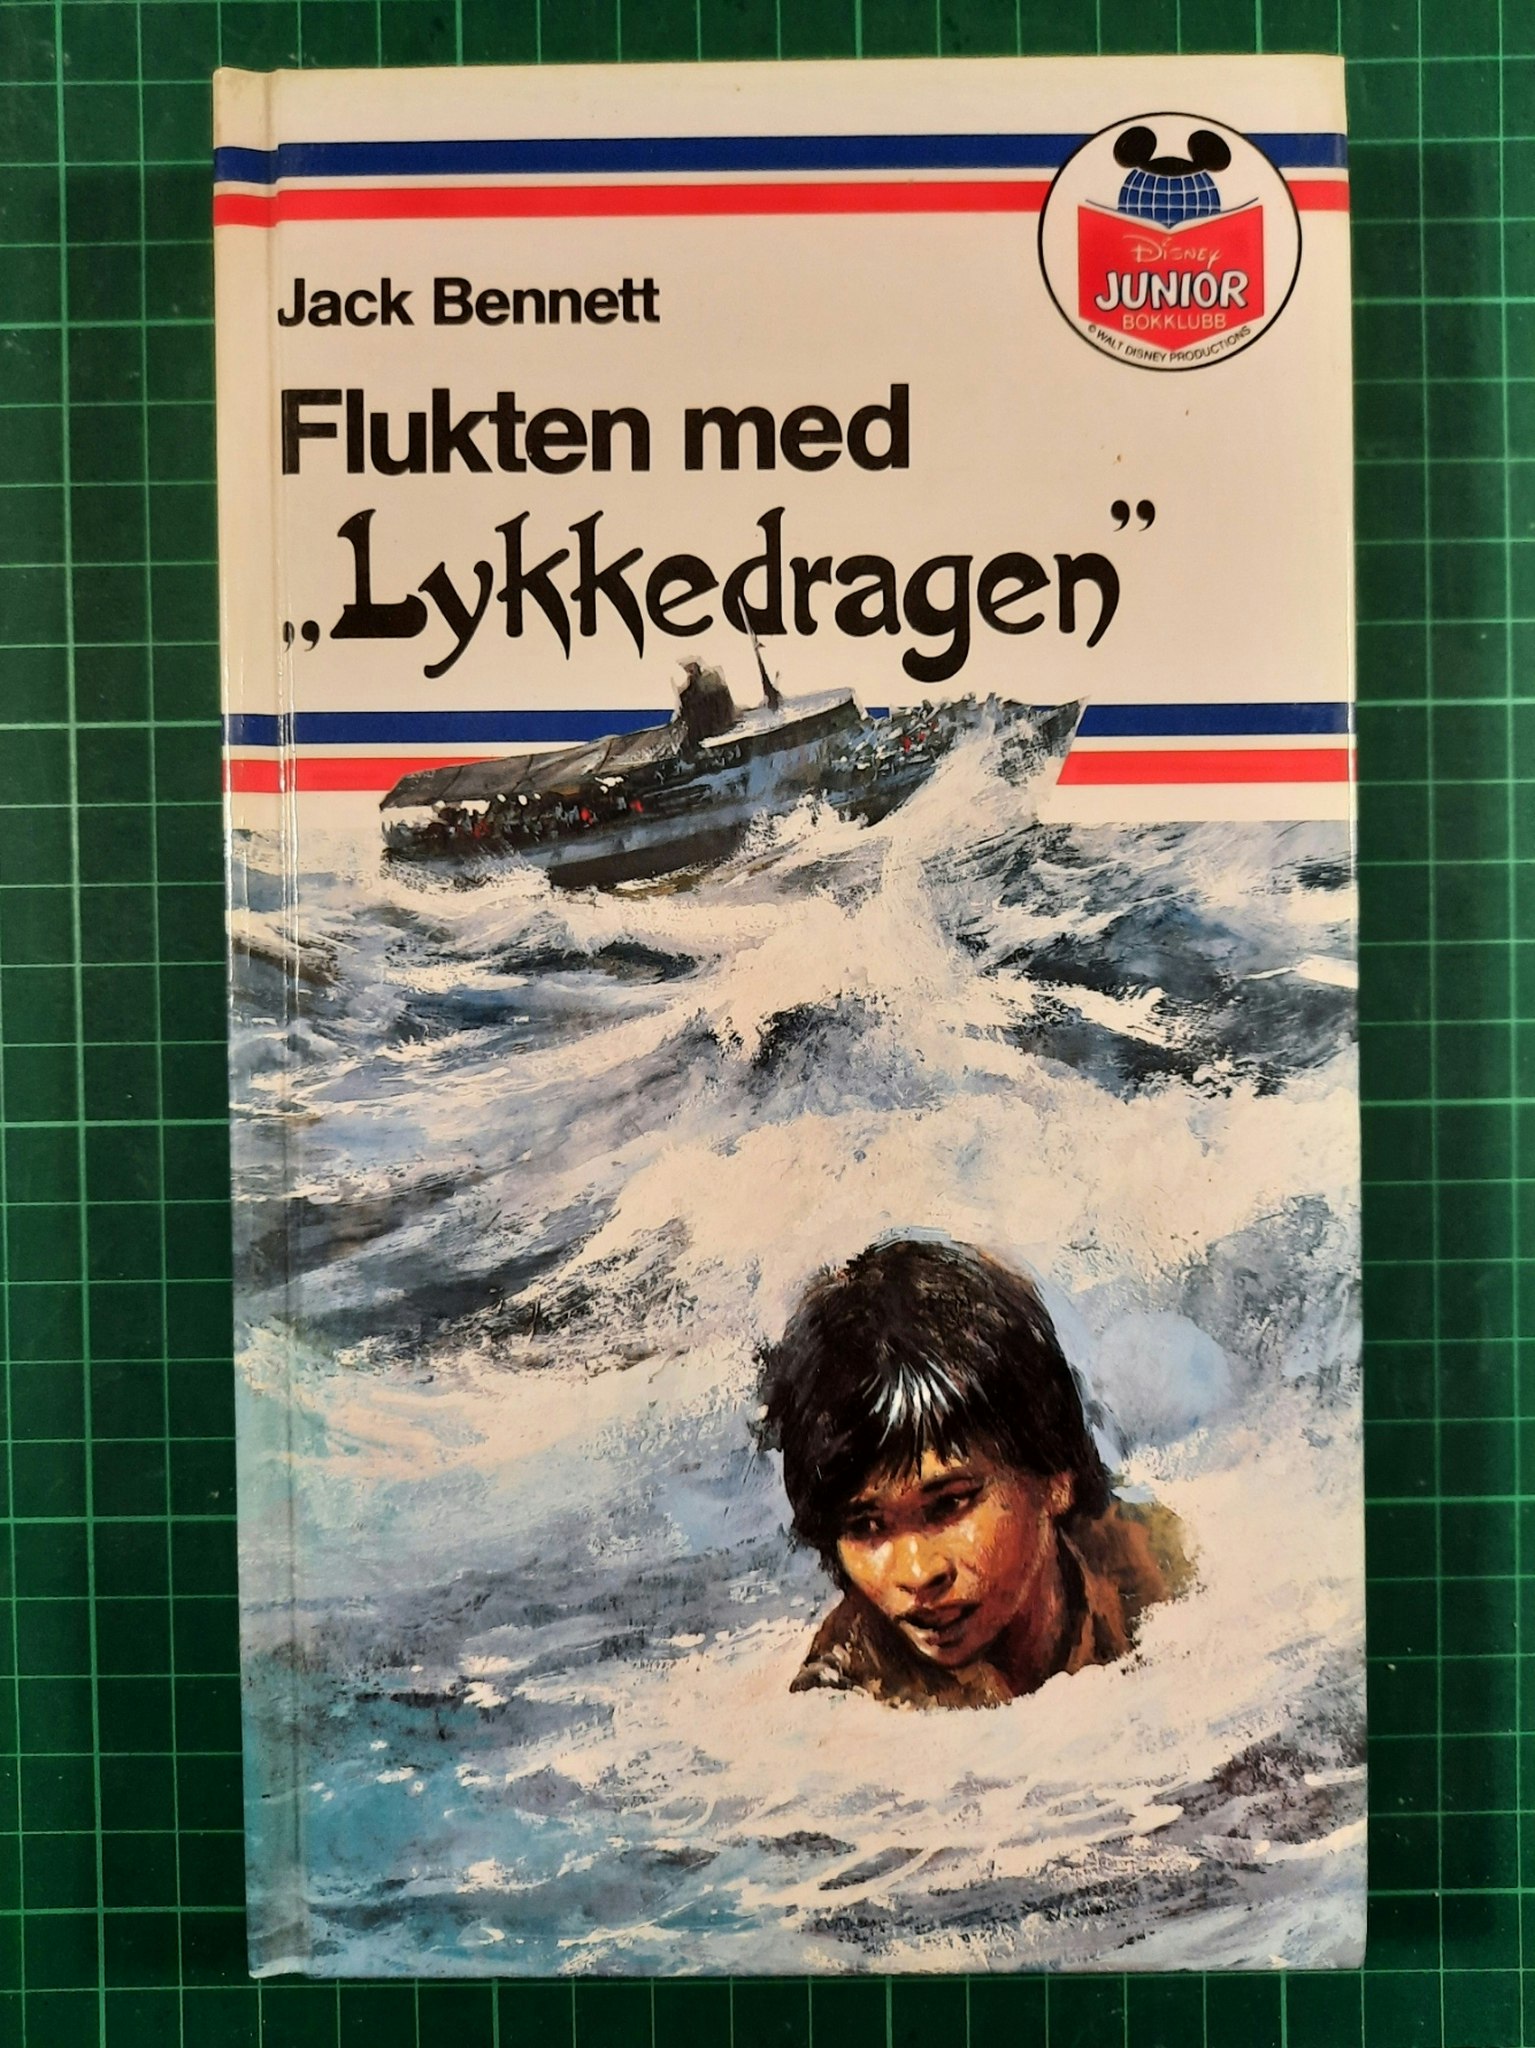 Disney
JUNIOR
BOKKLUBB
© WALT DISNEY PRODUCTIONS
Jack Bennett
Flukten med
„Lykkedragen”